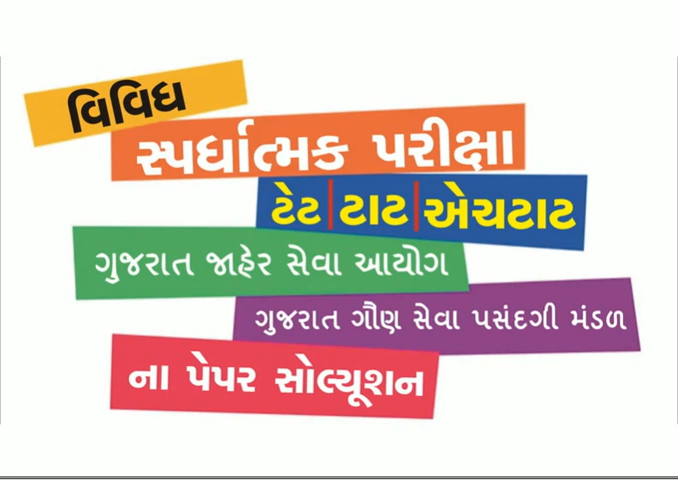 વિવિધ
સ્પર્ધાત્મક પરીક્ષા
ટેટ|ટાટ|એચટાટ
ગુજરાત જાહેર સેવા આયોગ
ગુજરાત ગૌણ સેવા પસંદગી મંડળ
ના પેપર સોલ્યૂશન